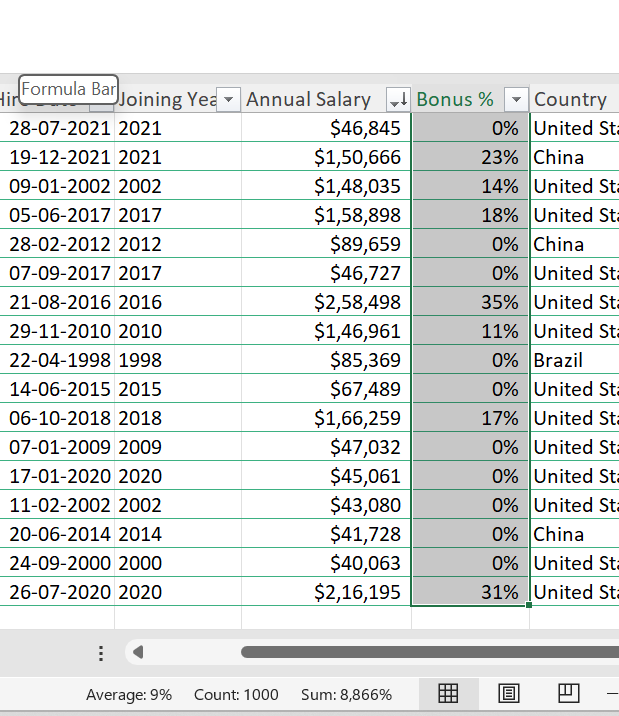 Formula Bar
Joining Yea Annual Salary Bonus % Country
28-07-2021 2021 $46,845 0% United Sta
19-12-2021 2021 $1,50,666 23% China
09-01-2002 2002 $1,48,035 14% United Sta
05-06-2017 2017 $1,58,898 18% United Sta
28-02-2012 2012 $89,659 0% China
07-09-2017 2017 $46,727 0% United Sta
21-08-2016 2016 $2,58,498 35% United Sta
29-11-2010 2010 $1,46,961 11% United Sta
22-04-1998 1998 $85,369 0% Brazil
14-06-2015 2015 $67,489 0% United Sta
06-10-2018 2018 $1,66,259 17% United Sta
07-01-2009 2009 $47,032 0% United Sta
17-01-2020 2020 $45,061 0% United Sta
11-02-2002 2002 $43,080 0% United Sta
20-06-2014 2014 $41,728 0% China
24-09-2000 2000 $40,063 0% United Sta
26-07-2020 2020 $2,16,195 31% United Sta
Average: 9% Count: 1000 Sum: 8,866%